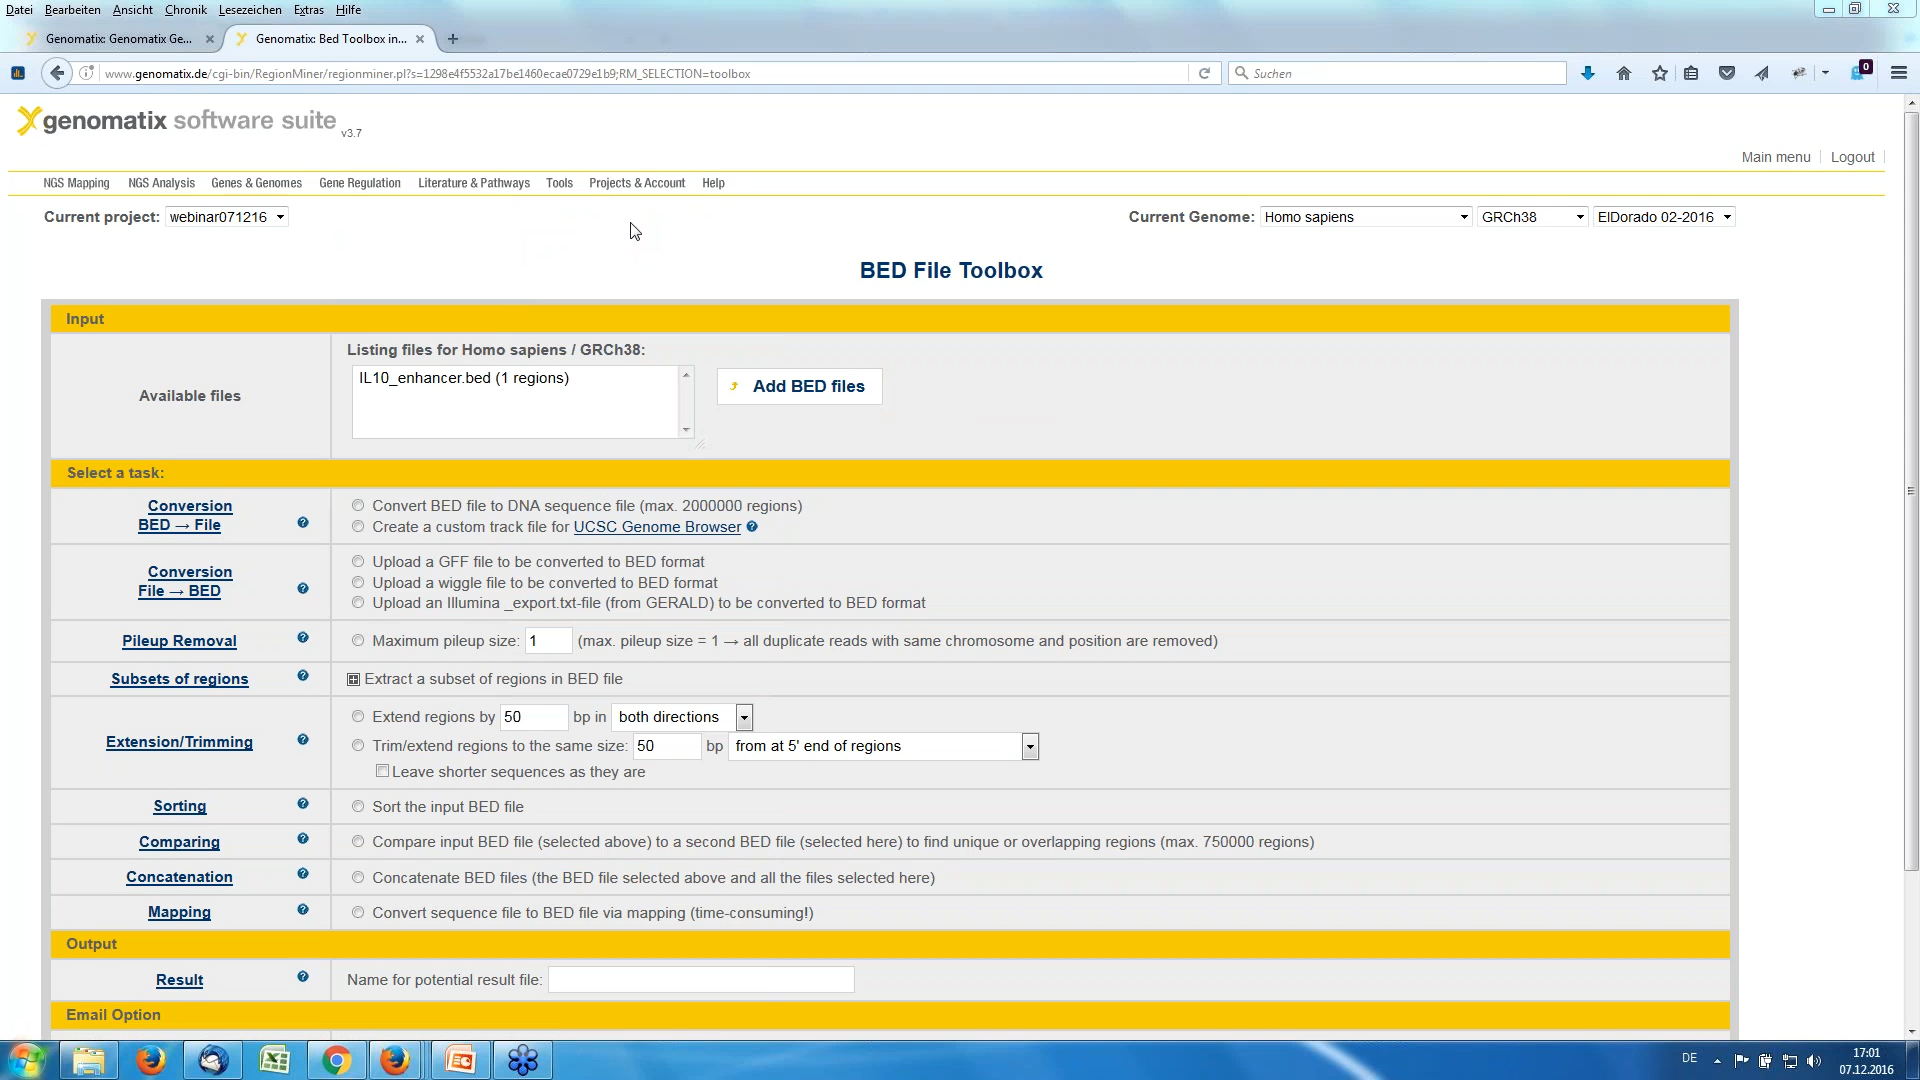 Datei Bearbeiten Ansicht Chronik Lesezeichen Extras Hilfe
Genomatix: Genomatix Ge... Genomatix: Bed Toolbox in...
www.genomatix.de/cgi-bin/RegionMiner/regionminer.pl?s=1298e4f5532a17be1460ecae0729e1b9;RM_SELECTION=toolbox Suchen 0
genomatix software suite v3.7
Main menu Logout
NGS Mapping NGS Analysis Genes & Genomes Gene Regulation Literature & Pathways Tools Projects & Account Help
Current project: webinar071216 Current Genome: Homo sapiens GRCh38 ElDorado 02-2016
BED File Toolbox
Input
Available files
Listing files for Homo sapiens / GRCh38:
IL10_enhancer.bed (1 regions)
Add BED files
Select a task:
Conversion
BED → File
Convert BED file to DNA sequence file (max. 2000000 regions)
Create a custom track file for UCSC Genome Browser
Conversion
File → BED
Upload a GFF file to be converted to BED format
Upload a wiggle file to be converted to BED format
Upload an Illumina _export.txt-file (from GERALD) to be converted to BED format
Pileup Removal
Maximum pileup size: 1 (max. pileup size = 1 → all duplicate reads with same chromosome and position are removed)
Subsets of regions
Extract a subset of regions in BED file
Extension/Trimming
Extend regions by 50 bp in both directions
Trim/extend regions to the same size: 50 bp from at 5' end of regions
Leave shorter sequences as they are
Sorting
Sort the input BED file
Comparing
Compare input BED file (selected above) to a second BED file (selected here) to find unique or overlapping regions (max. 750000 regions)
Concatenation
Concatenate BED files (the BED file selected above and all the files selected here)
Mapping
Convert sequence file to BED file via mapping (time-consuming!)
Output
Result
Name for potential result file:
Email Option
DE
17:01
07.12.2016